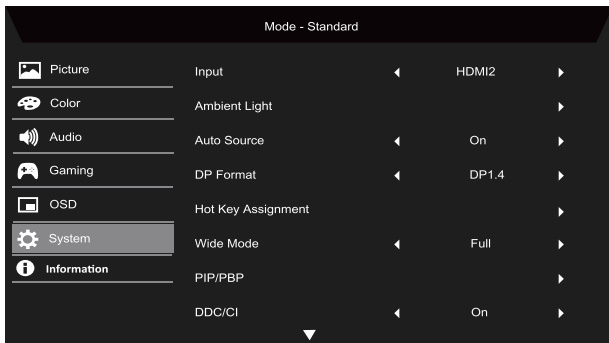 Mode - Standard
Picture
Color
Audio
Gaming
OSD
System
Information
Input HDMI2
Ambient Light
Auto Source On
DP Format DP1.4
Hot Key Assignment
Wide Mode Full
PIP/PBP
DDC/CI On